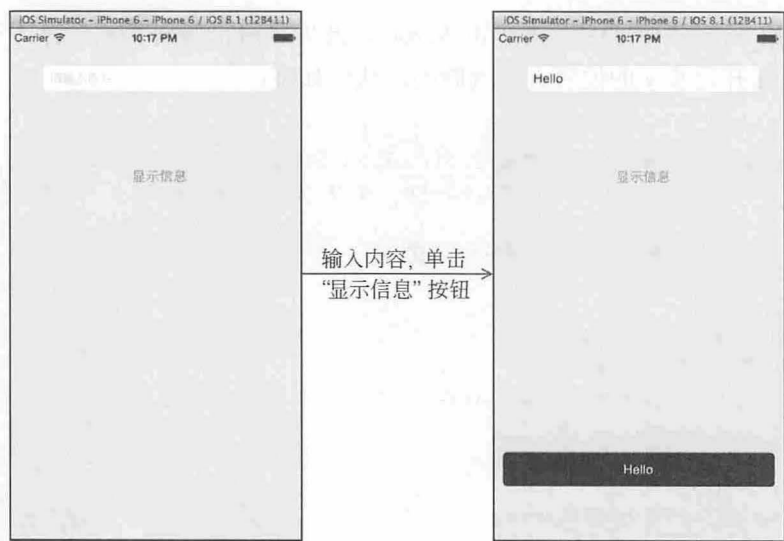 iOS Simulator - iPhone 6 - iPhone 6 / iOS 8.1 (12B411)
Carrier 10:17 PM
显示信息
输入内容, 单击
“显示信息” 按钮
iOS Simulator - iPhone 6 - iPhone 6 / iOS 8.1 (12B411)
Carrier 10:17 PM
Hello
显示信息
Hello